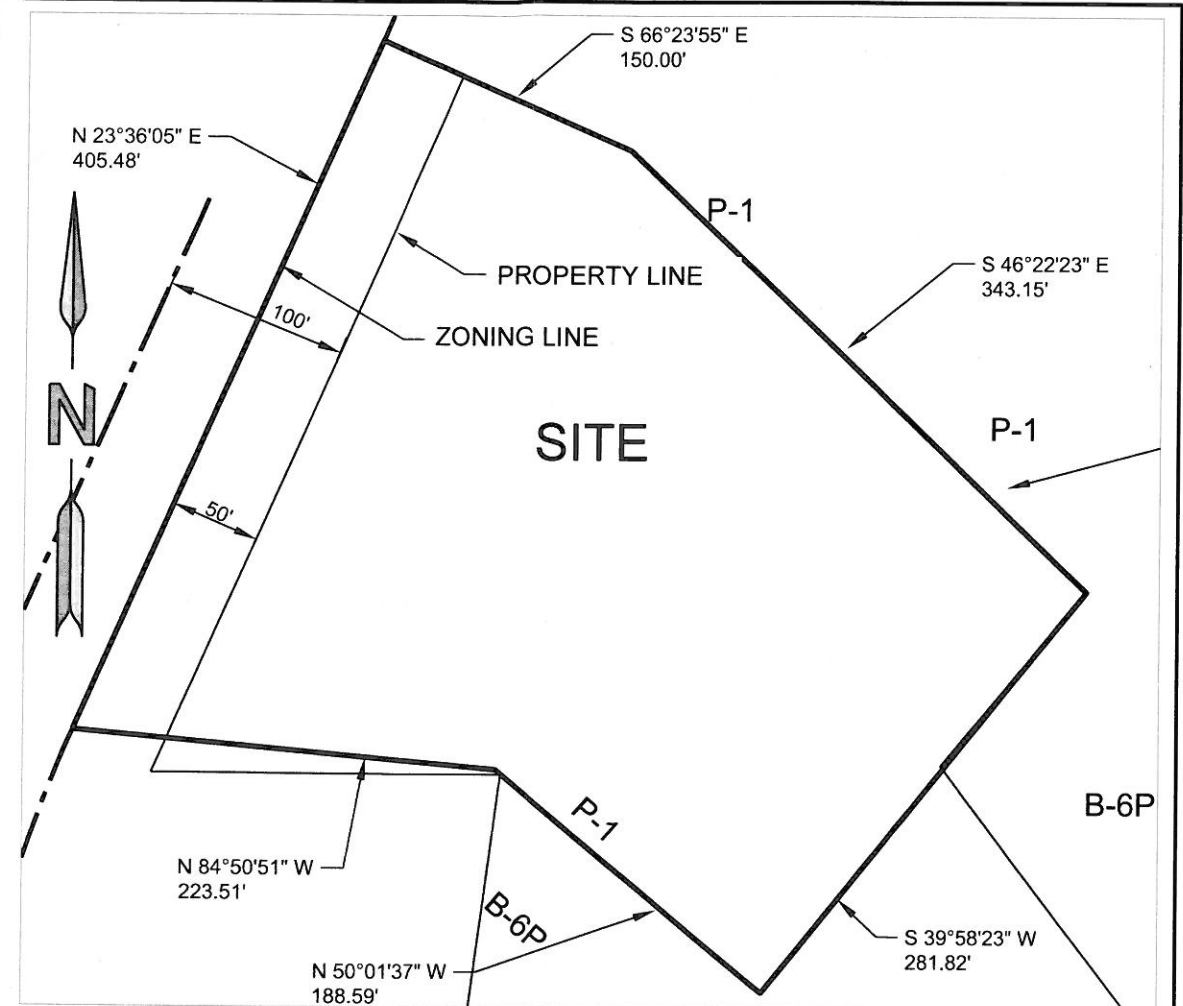 S 66°23'55" E
150.00'
N 23°36'05" E
405.48'
P-1
S 46°22'23" E
343.15'
PROPERTY LINE
100'
ZONING LINE
N
SITE
P-1
50'
P-1
B-6P
N 84°50'51" W
223.51'
B-6P
S 39°58'23" W
281.82'
N 50°01'37" W
188.59'